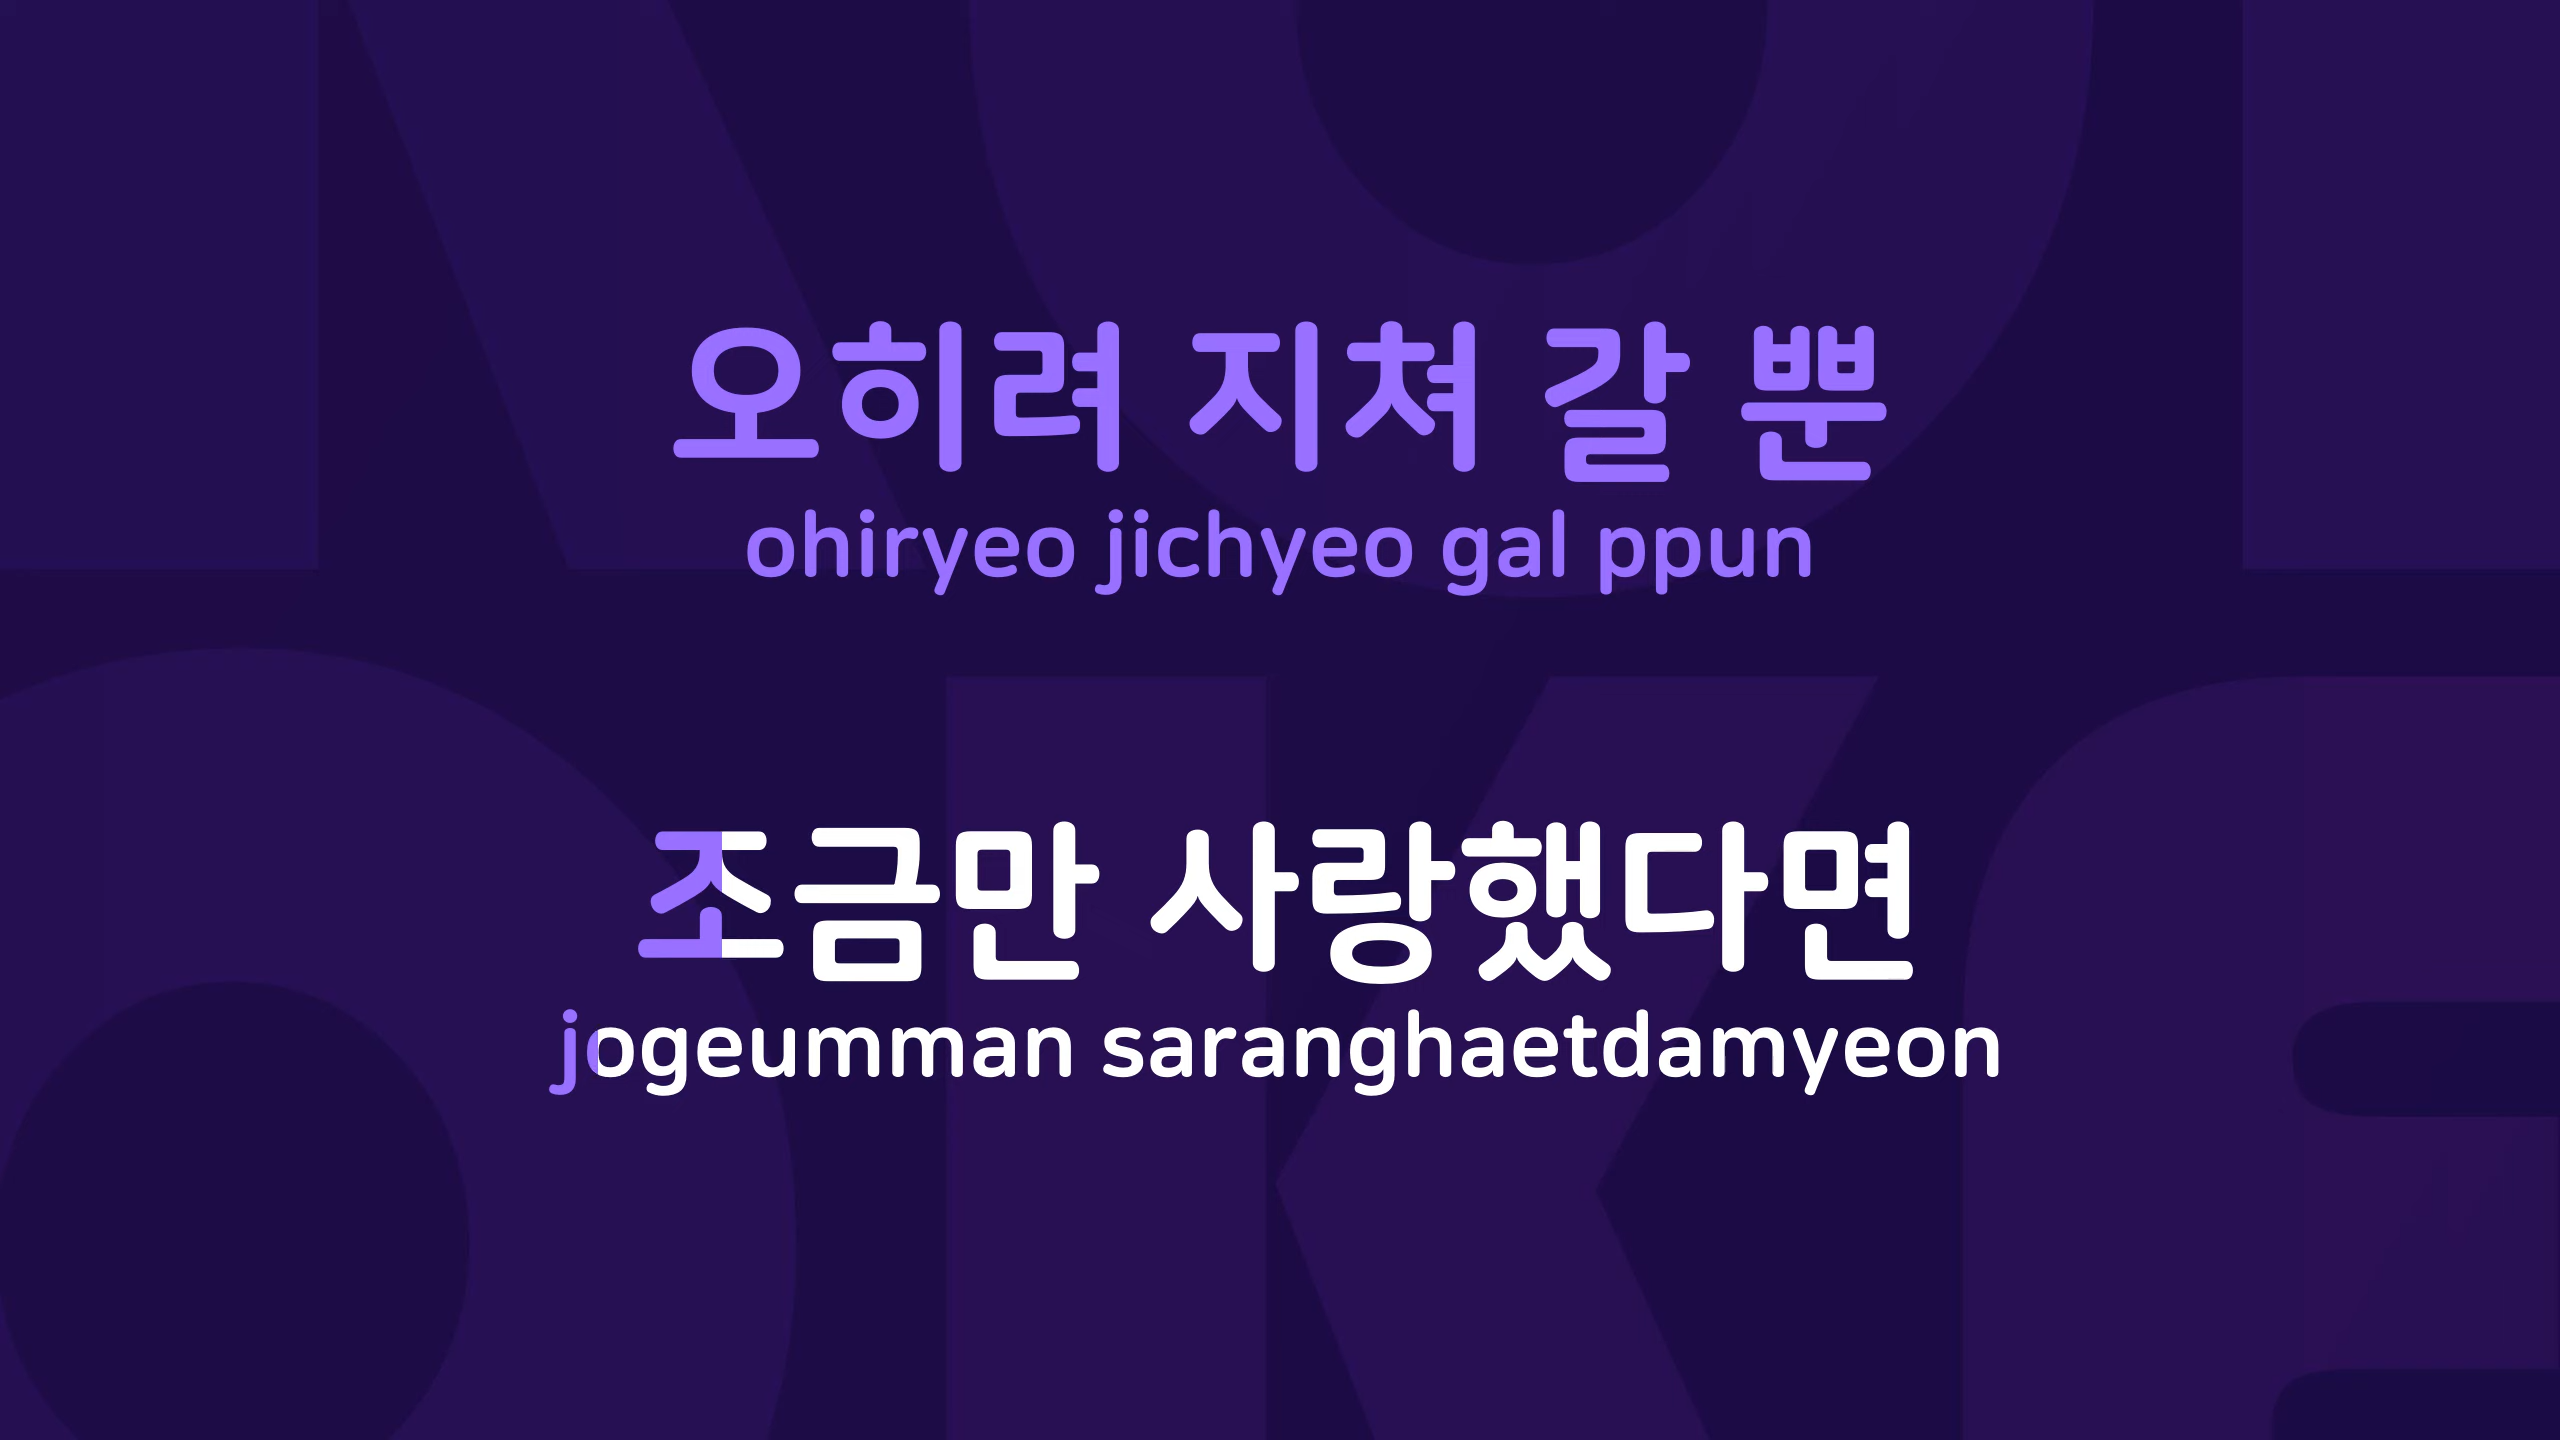 오히려 지쳐 갈 뿐
ohiryeo jichyeo gal ppun
조금만 사랑했다면
jogeumman saranghaetdamyeon